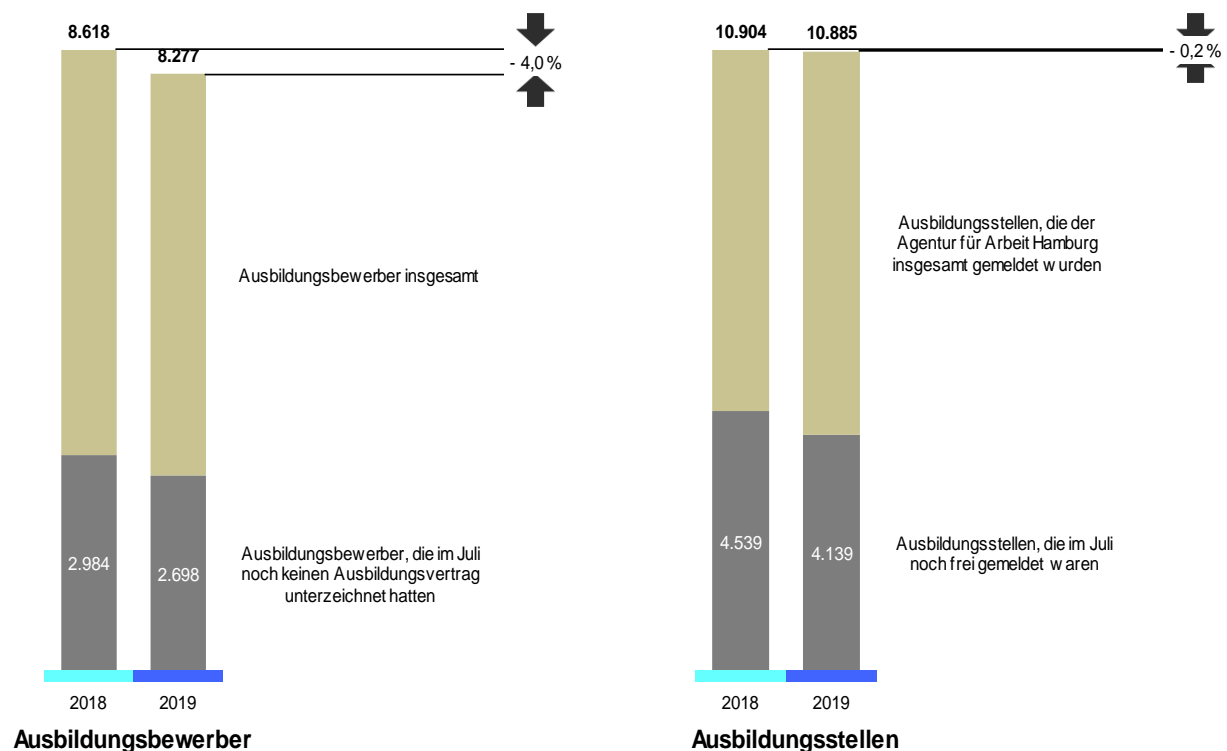 8.618
8.277
- 4,0 %
Ausbildungsbewerber insgesamt
2.984
2.698
Ausbildungsbewerber, die im Juli
noch keinen Ausbildungsvertrag
unterzeichnet hatten
2018
2019
Ausbildungsbewerber
10.904
10.885
- 0,2 %
Ausbildungsstellen, die der
Agentur für Arbeit Hamburg
insgesamt gemeldet wurden
4.539
4.139
Ausbildungsstellen, die im Juli
noch frei gemeldet waren
2018
2019
Ausbildungsstellen